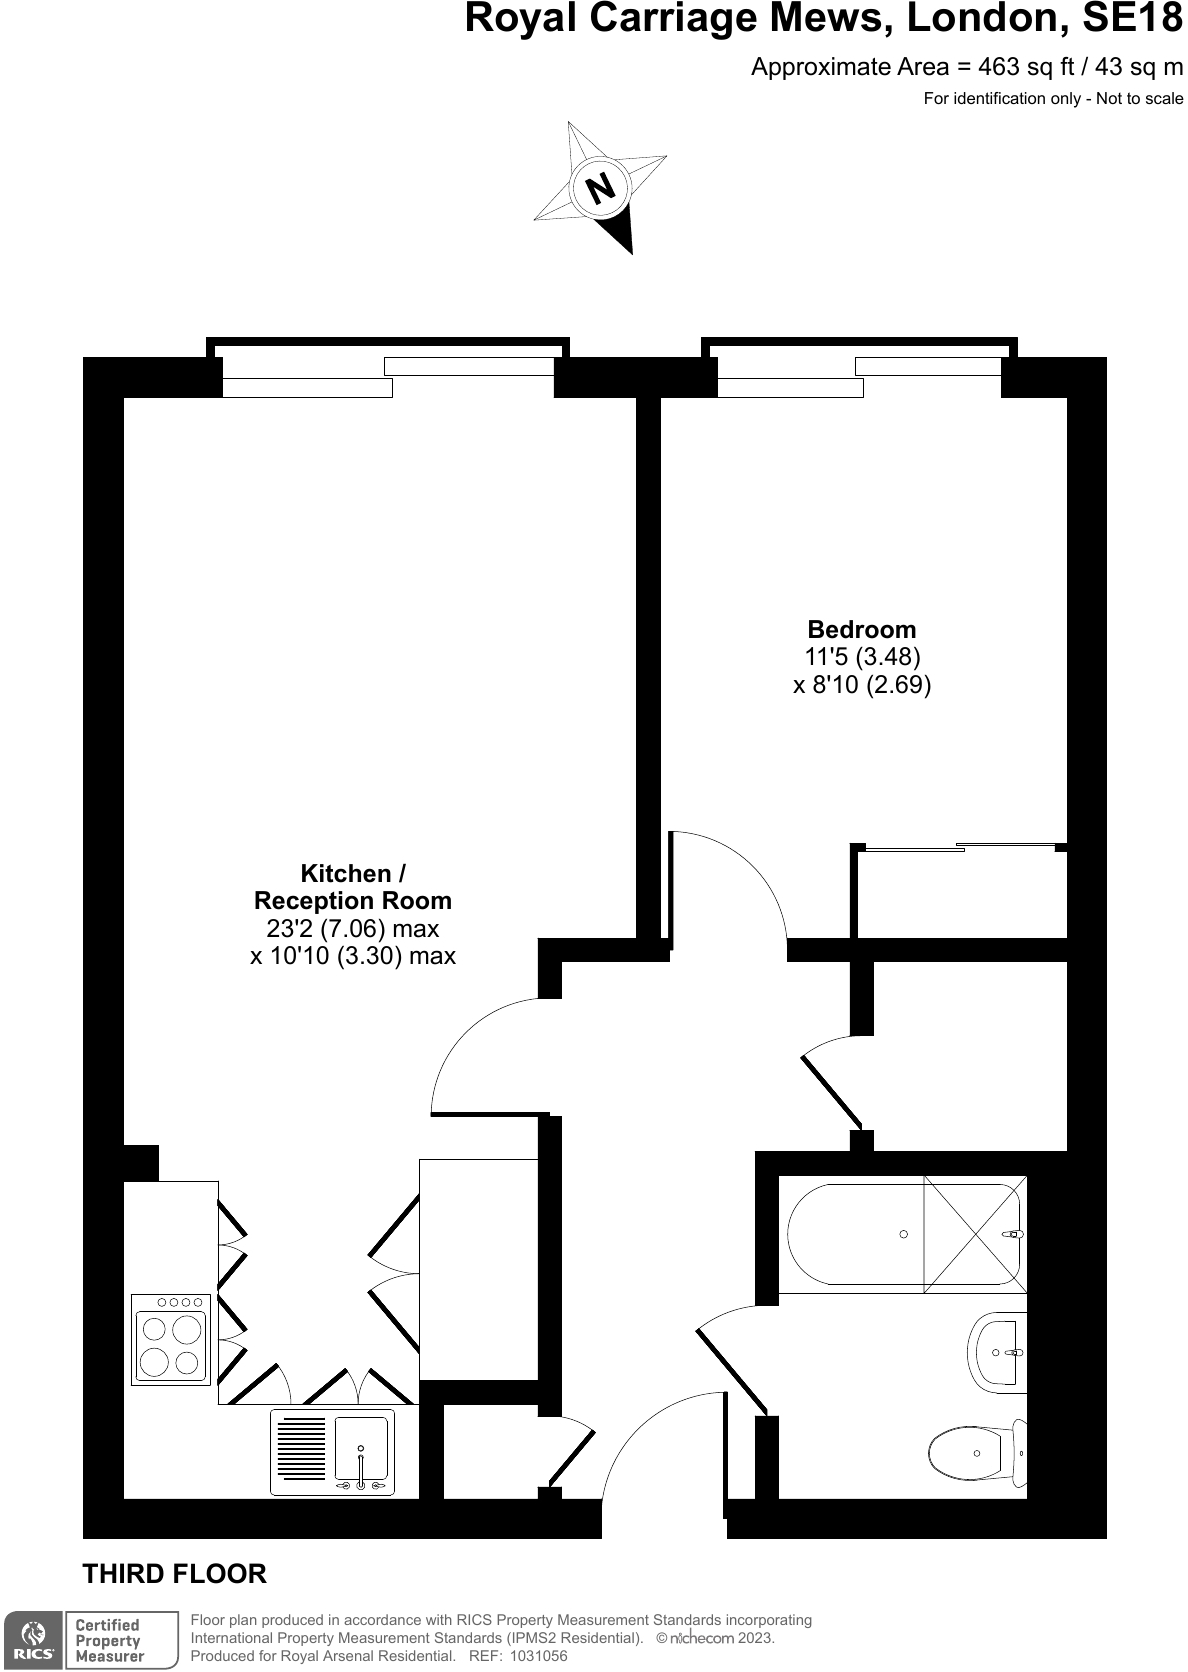 Royal Carriage Mews, London, SE18
Approximate Area = 463 sq ft / 43 sq m
For identification only - Not to scale
N
Bedroom
11'5 (3.48)
x 8'10 (2.69)
Kitchen /
Reception Room
23'2 (7.06) max
x 10'10 (3.30) max
THIRD FLOOR
RICS
Certified
Property
Measurer
Floor plan produced in accordance with RICS Property Measurement Standards incorporating
International Property Measurement Standards (IPMS2 Residential). © nichecom 2023.
Produced for Royal Arsenal Residential. REF: 1031056